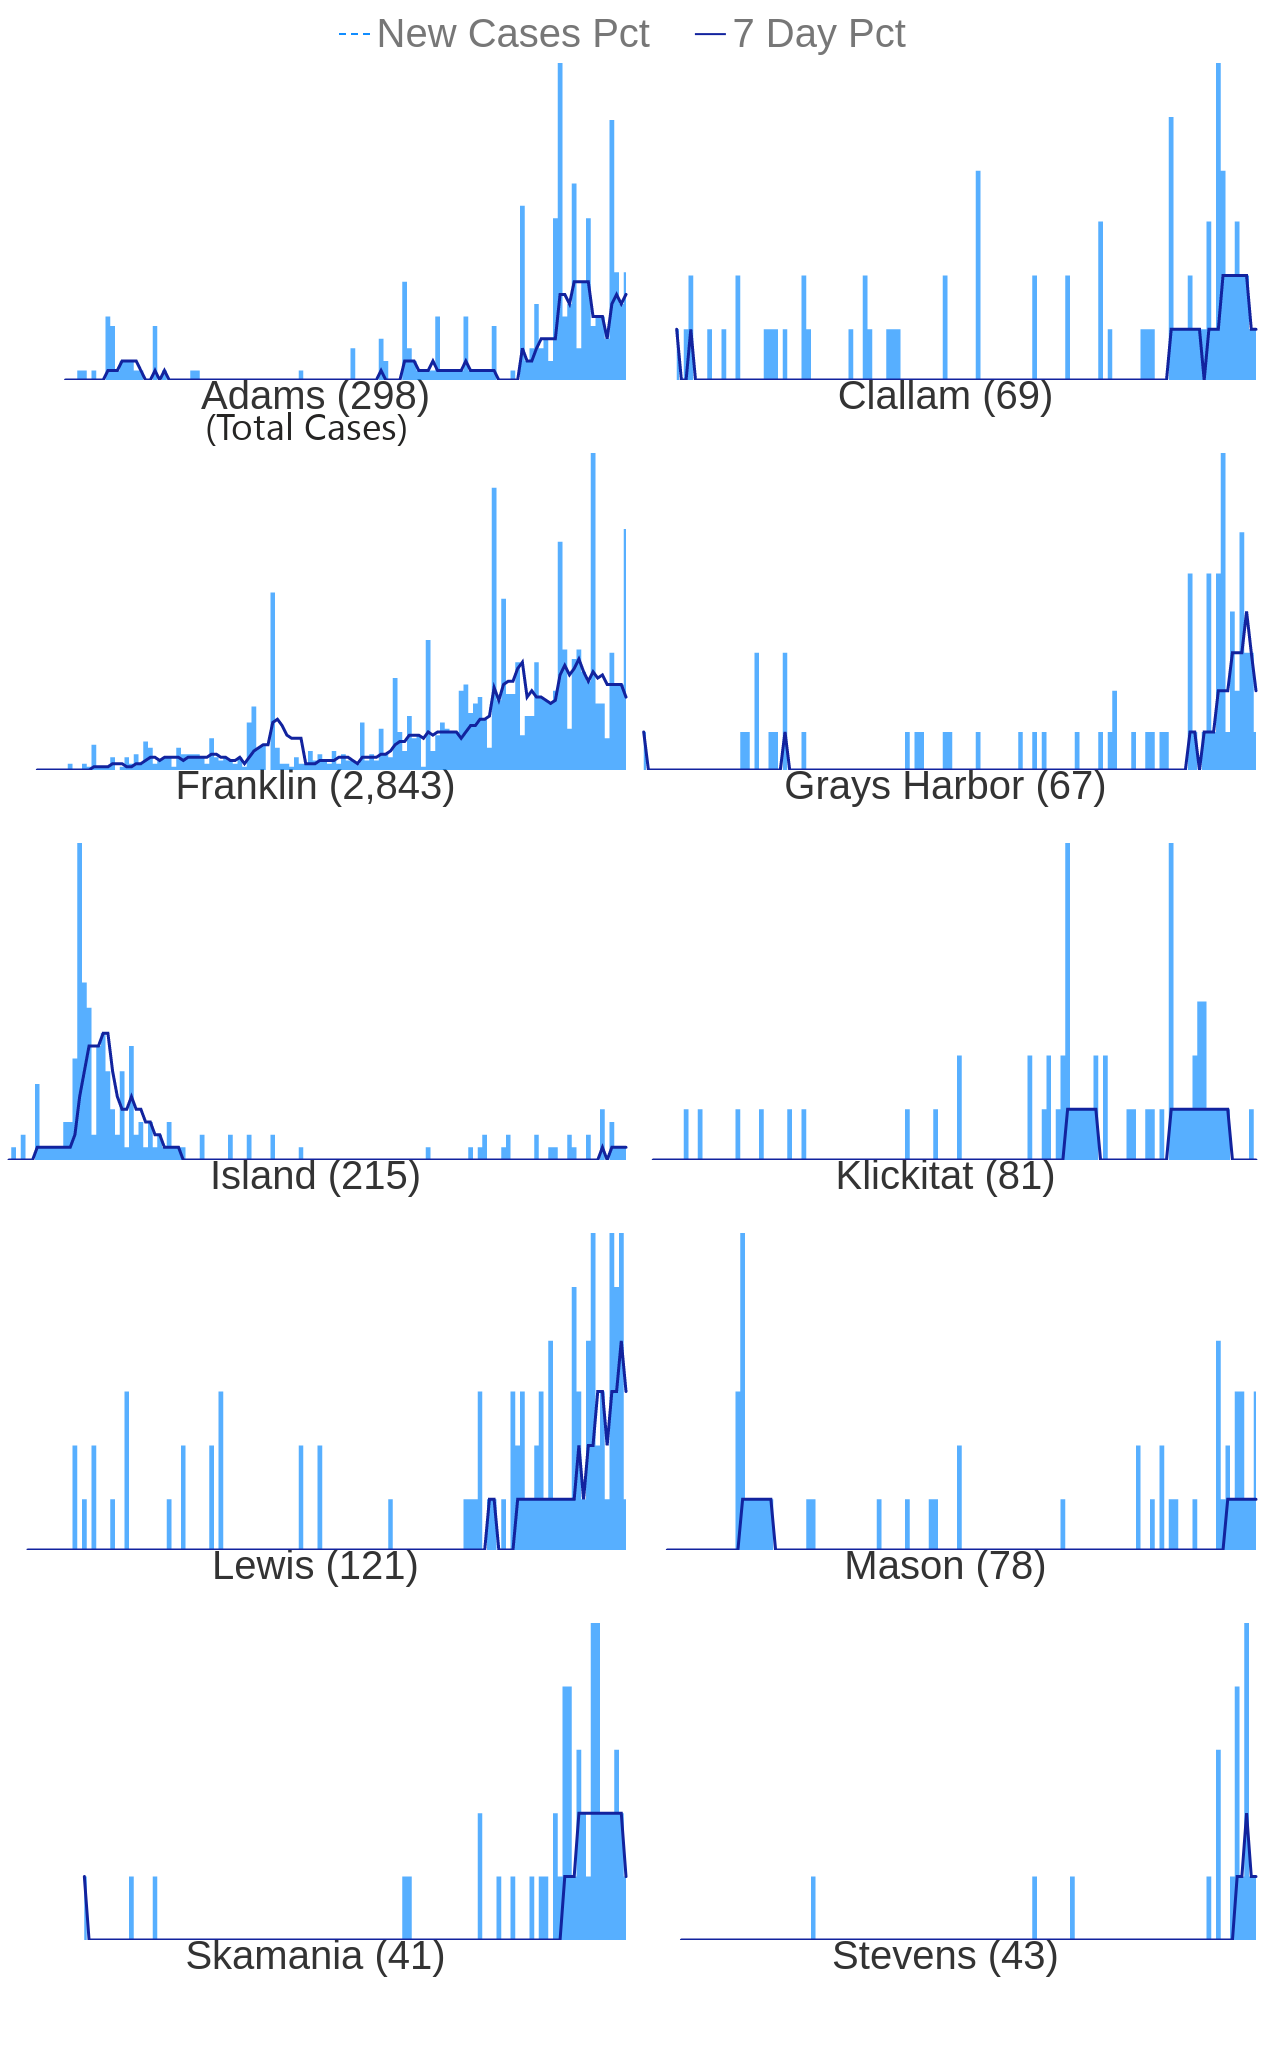 New Cases Pct 7 Day Pct
Adams (298) Clallam (69)
(Total Cases)
Franklin (2,843) Grays Harbor (67)
Island (215) Klickitat (81)
Lewis (121) Mason (78)
Skamania (41) Stevens (43)